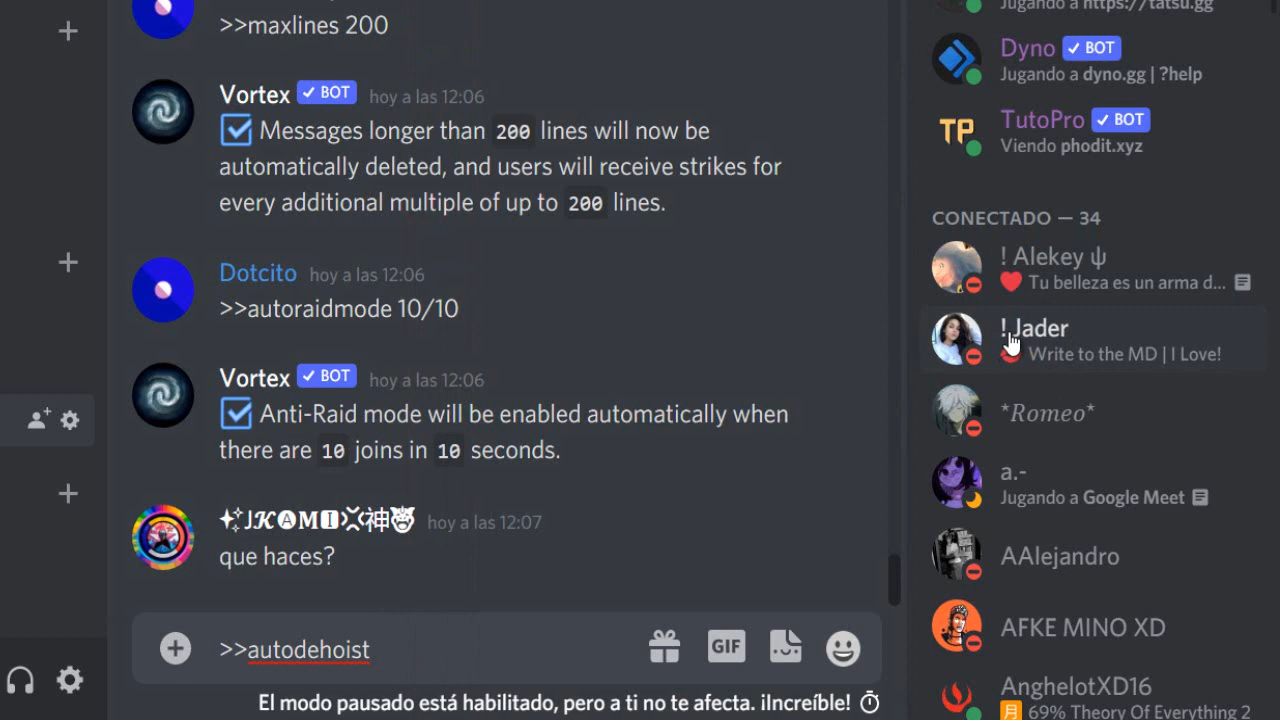 >>maxlines 200
Vortex ✓ BOT hoy a las 12:06
Messages longer than 200 lines will now be
automatically deleted, and users will receive strikes for
every additional multiple of up to 200 lines.
Dotcito hoy a las 12:06
>>autoraidmode 10/10
Vortex ✓ BOT hoy a las 12:06
Anti-Raid mode will be enabled automatically when
there are 10 joins in 10 seconds.
✨J𝓚🅐𝐌🅸神 hoy a las 12:07
que haces?
>>autodehoist
GIF
El modo pausado está habilitado, pero a ti no te afecta. ¡Increíble!
Jugando a https://tatsu.gg
Dyno ✓ BOT
Jugando a dyno.gg | ?help
TP
TutoPro ✓ BOT
Viendo phodit.xyz
CONECTADO — 34
! Alekey ψ
Tu belleza es un arma d...
! Jader
Write to the MD | I Love!
*Romeo*
a.-
Jugando a Google Meet
AAlejandro
AFKE MINO XD
AnghelotXD16
月 69% Theory Of Everything 2